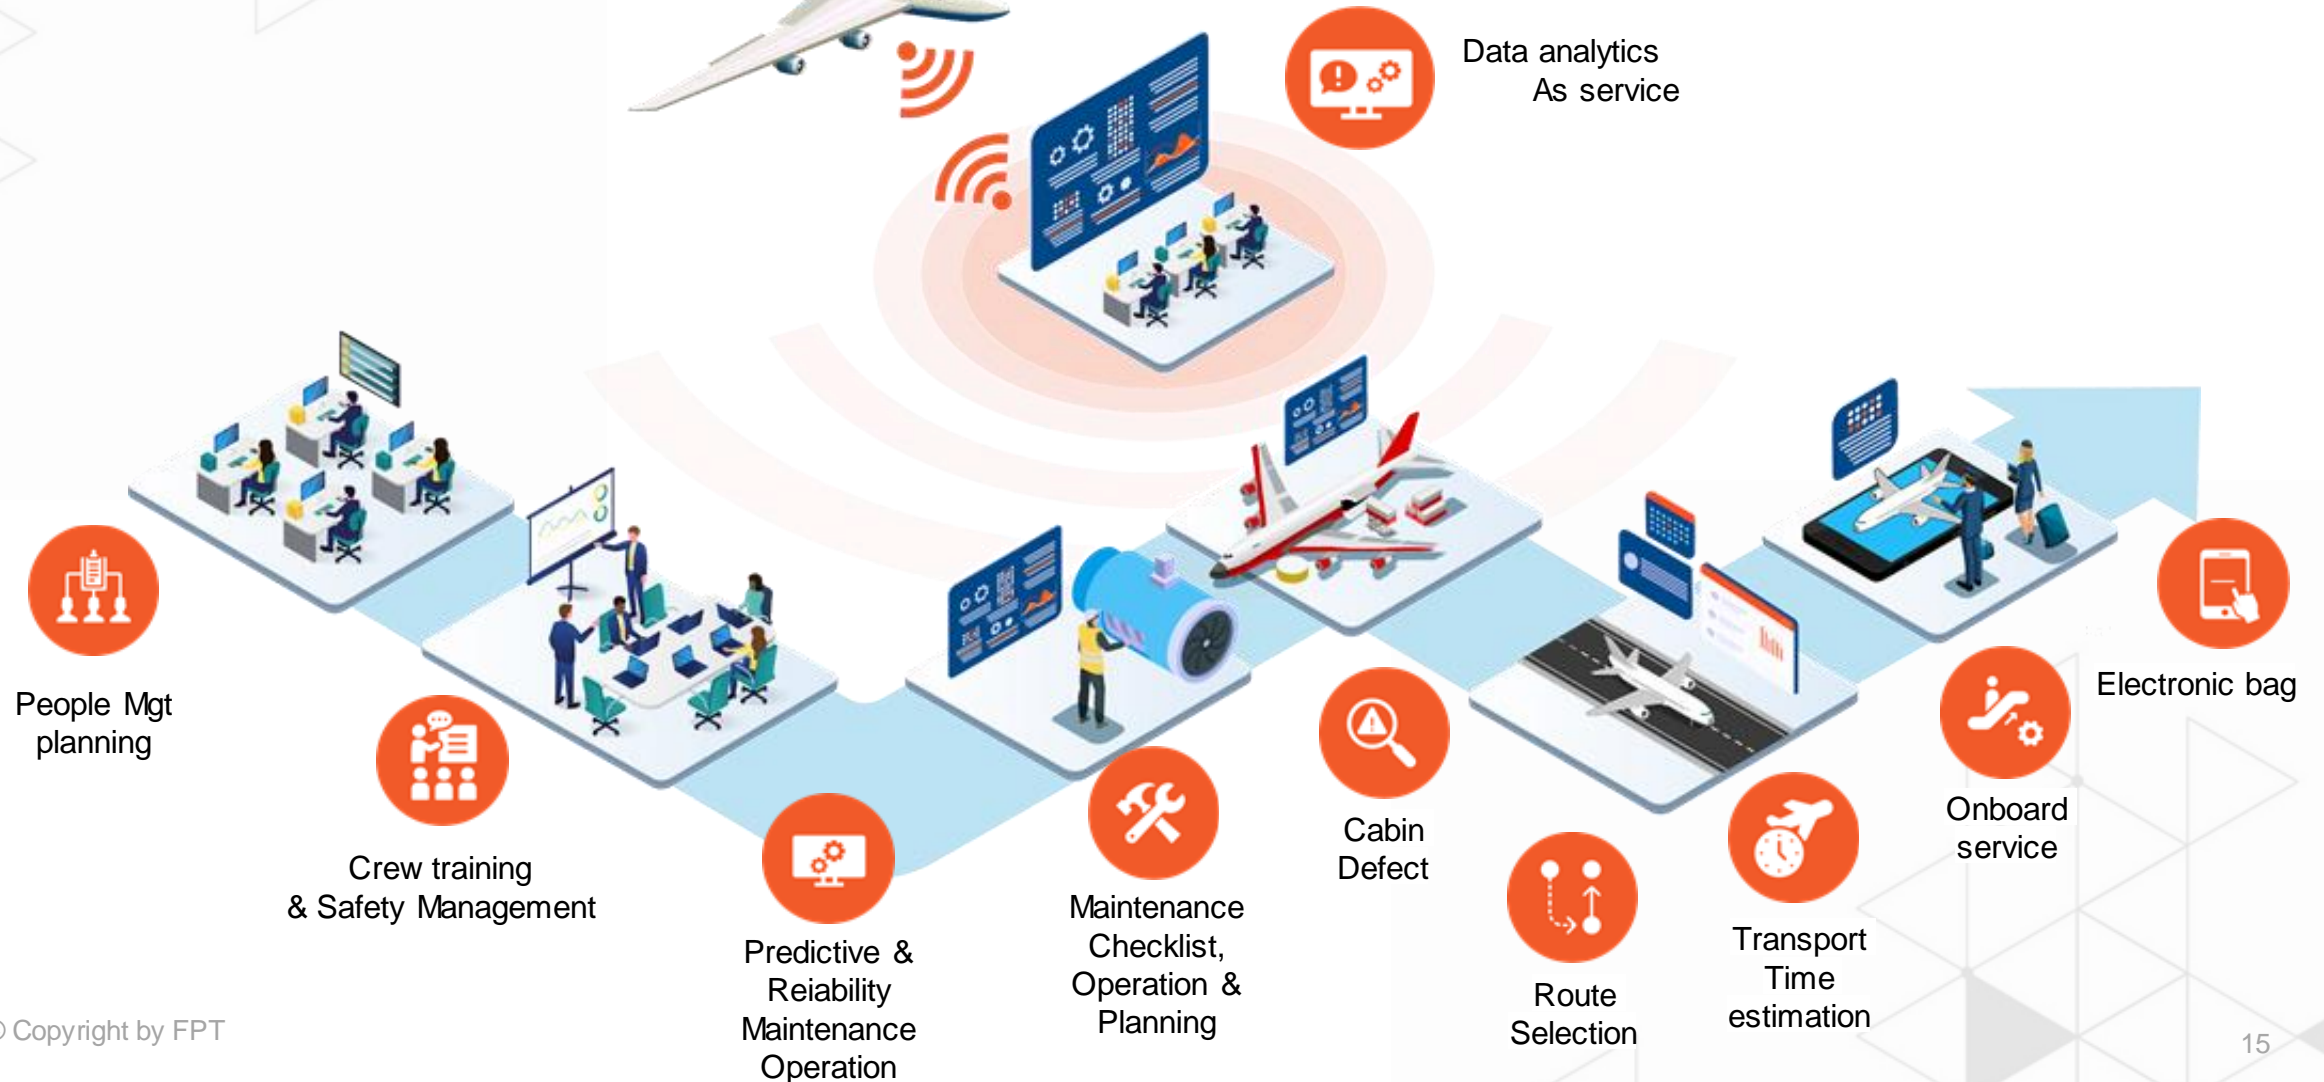 Data analytics
As service
People Mgt
planning
Crew training
& Safety Management
Predictive &
Reiability
Maintenance
Operation
Maintenance
Checklist,
Operation &
Planning
Cabin
Defect
Route
Selection
Transport
Time
estimation
Onboard
service
Electronic bag
© Copyright by FPT
15